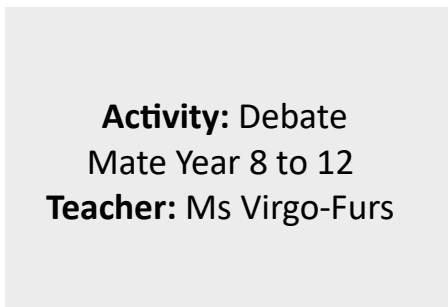 Activity: Debate
Mate Year 8 to 12
Teacher: Ms Virgo-Furs